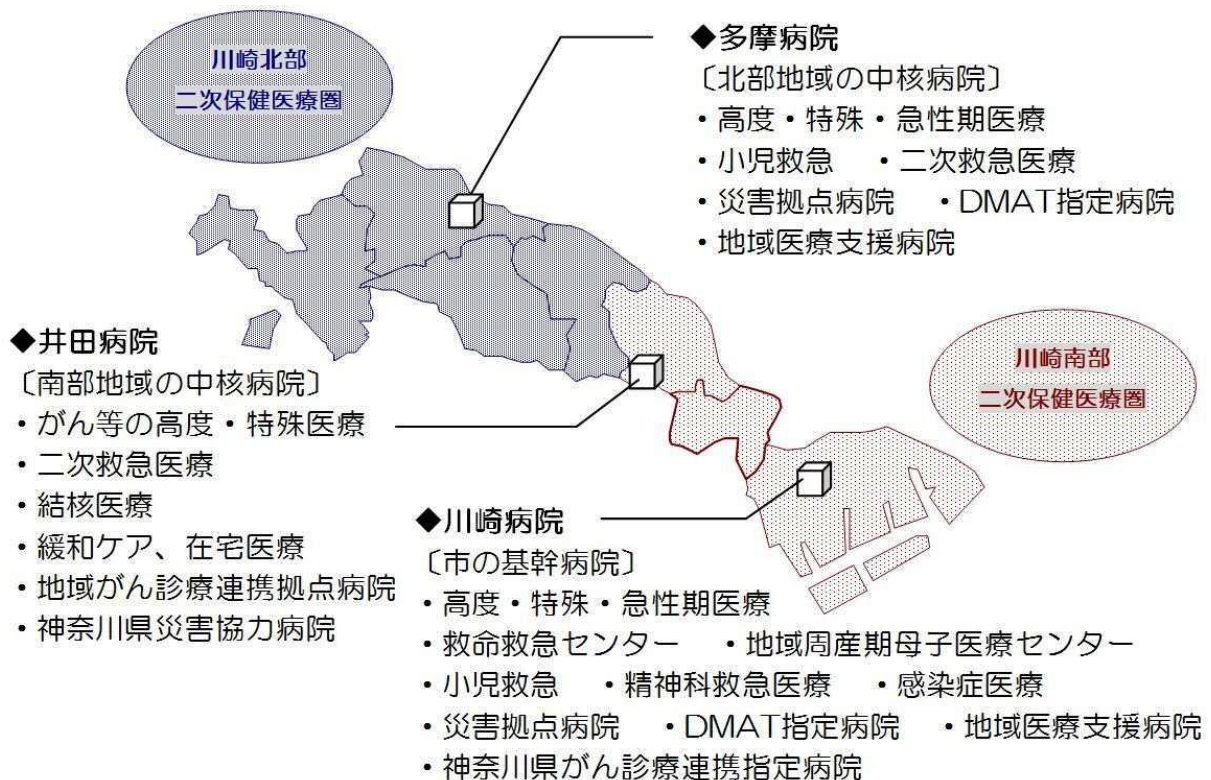 川崎北部
二次保健医療圏
◆多摩病院
〔北部地域の中核病院〕
・高度・特殊・急性期医療
・小児救急　・二次救急医療
・災害拠点病院　・DMAT指定病院
・地域医療支援病院
川崎南部
二次保健医療圏
◆井田病院
〔南部地域の中核病院〕
・がん等の高度・特殊医療
・二次救急医療
・結核医療
・緩和ケア、在宅医療
・地域がん診療連携拠点病院
・神奈川県災害協力病院
◆川崎病院
〔市の基幹病院〕
・高度・特殊・急性期医療
・救命救急センター　・地域周産期母子医療センター
・小児救急　・精神科救急医療　・感染症医療
・災害拠点病院　・DMAT指定病院　・地域医療支援病院
・神奈川県がん診療連携指定病院